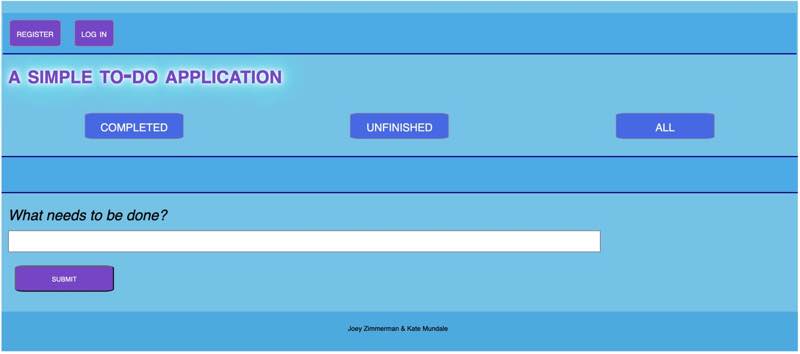 REGISTER LOG IN
A SIMPLE TO-DO APPLICATION
COMPLETED UNFINISHED ALL
What needs to be done?
SUBMIT
Joey Zimmerman & Kate Mundale